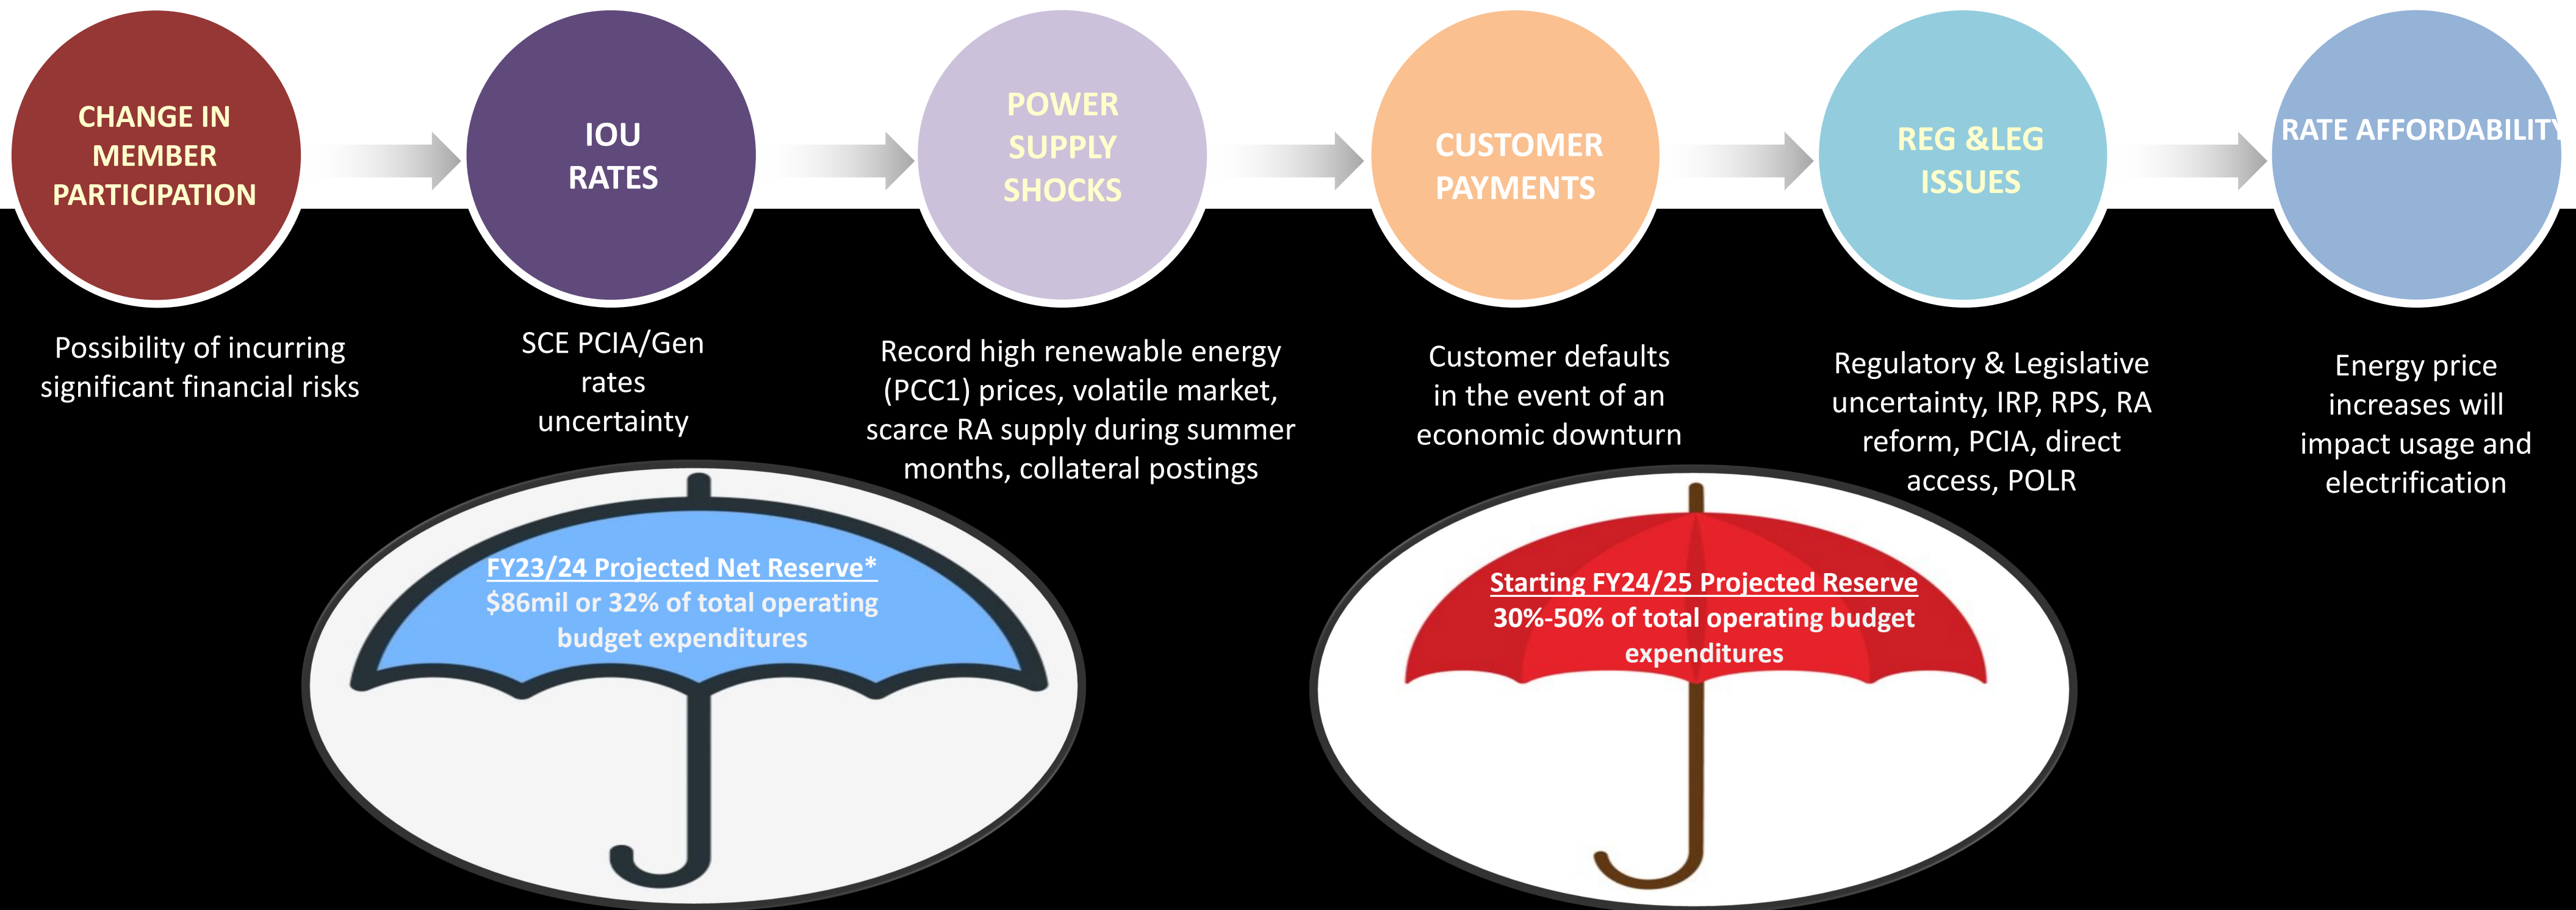 CHANGE IN
MEMBER
PARTICIPATION
IOU
RATES
POWER
SUPPLY
SHOCKS
CUSTOMER
PAYMENTS
REG &LEG
ISSUES
RATE AFFORDABILITY
Possibility of incurring
significant financial risks
SCE PCIA/Gen
rates
uncertainty
Record high renewable energy
(PCC1) prices, volatile market,
scarce RA supply during summer
months, collateral postings
Customer defaults
in the event of an
economic downturn
Regulatory & Legislative
uncertainty, IRP, RPS, RA
reform, PCIA, direct
access, POLR
Energy price
increases will
impact usage and
electrification
FY23/24 Projected Net Reserve*
$86mil or 32% of total operating
budget expenditures
Starting FY24/25 Projected Reserve
30%-50% of total operating budget
expenditures